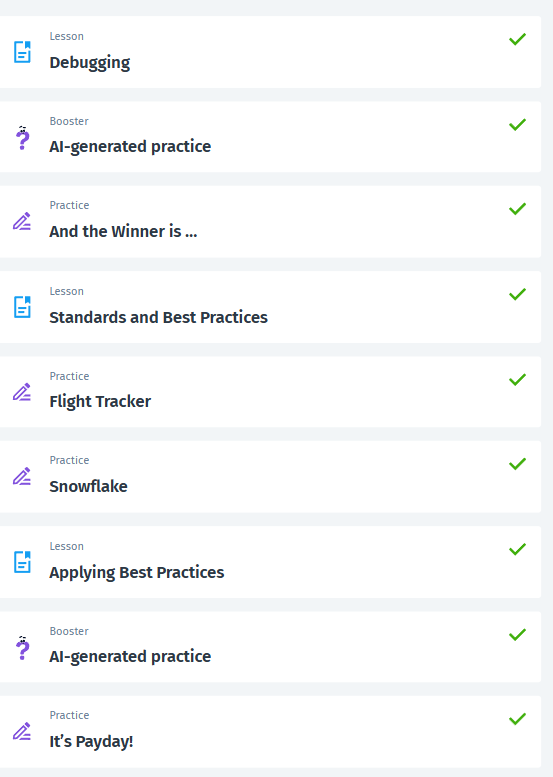 Lesson
Debugging
Booster
AI-generated practice
Practice
And the Winner is ...
Lesson
Standards and Best Practices
Practice
Flight Tracker
Practice
Snowflake
Lesson
Applying Best Practices
Booster
AI-generated practice
Practice
It’s Payday!